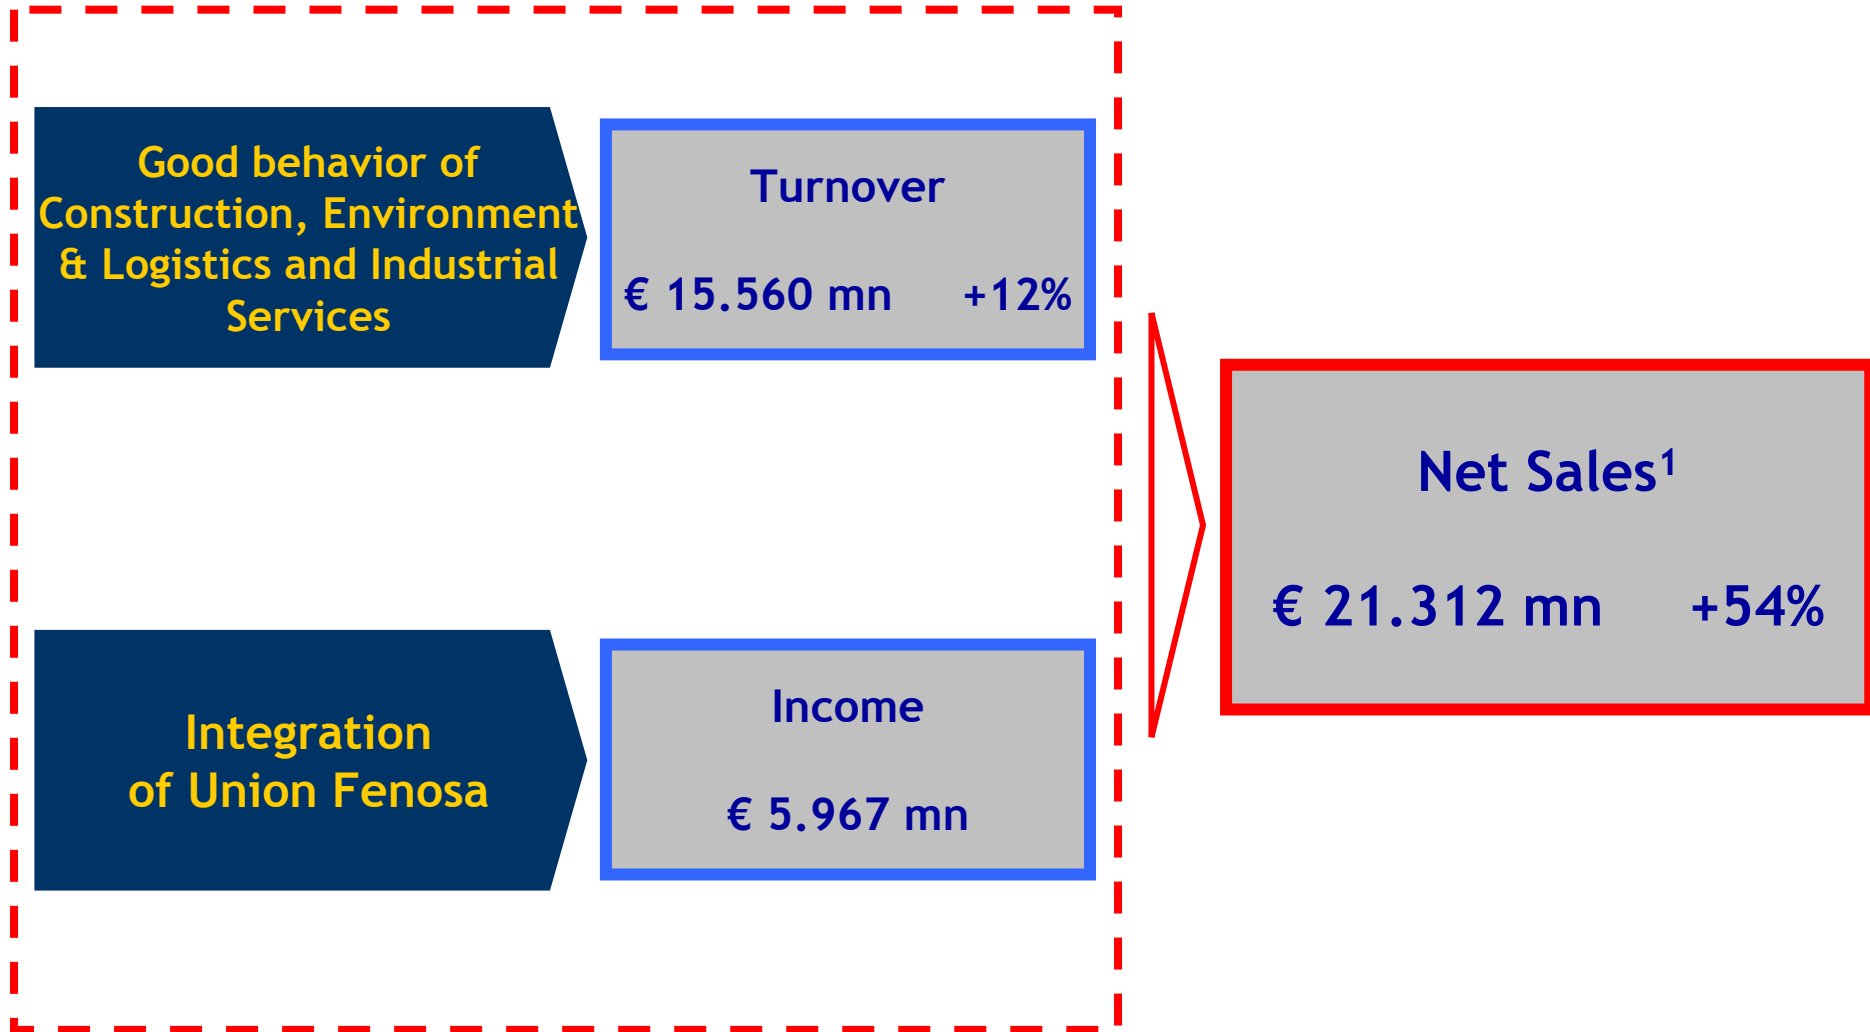 Good behavior of
Construction, Environment
& Logistics and Industrial
Services
Turnover
€ 15.560 mn +12%
Integration
of Union Fenosa
Income
€ 5.967 mn
Net Sales¹
€ 21.312 mn +54%